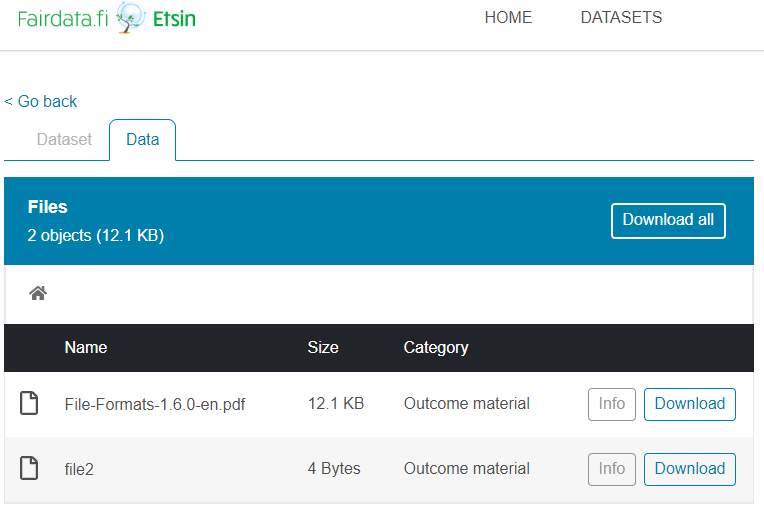 Fairdata.fi Etsin HOME DATASETS
< Go back
Dataset Data
Files
2 objects (12.1 KB)
Download all
Name Size Category
File-Formats-1.6.0-en.pdf 12.1 KB Outcome material Info Download
file2 4 Bytes Outcome material Info Download